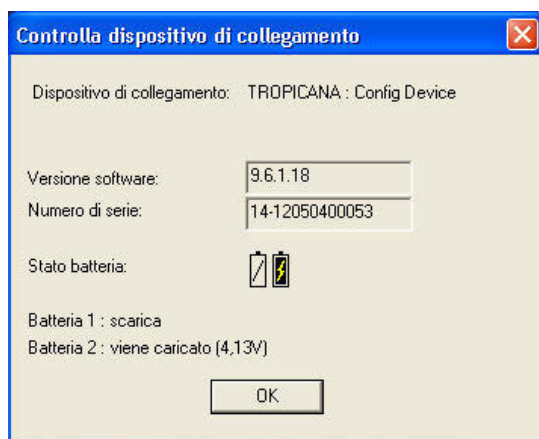 Controlla dispositivo di collegamento
Dispositivo di collegamento: TROPICANA : Config Device
Versione software: 9.6.1.18
Numero di serie: 14-12050400053
Stato batteria:
Batteria 1 : scarica
Batteria 2 : viene caricato (4,13V)
OK